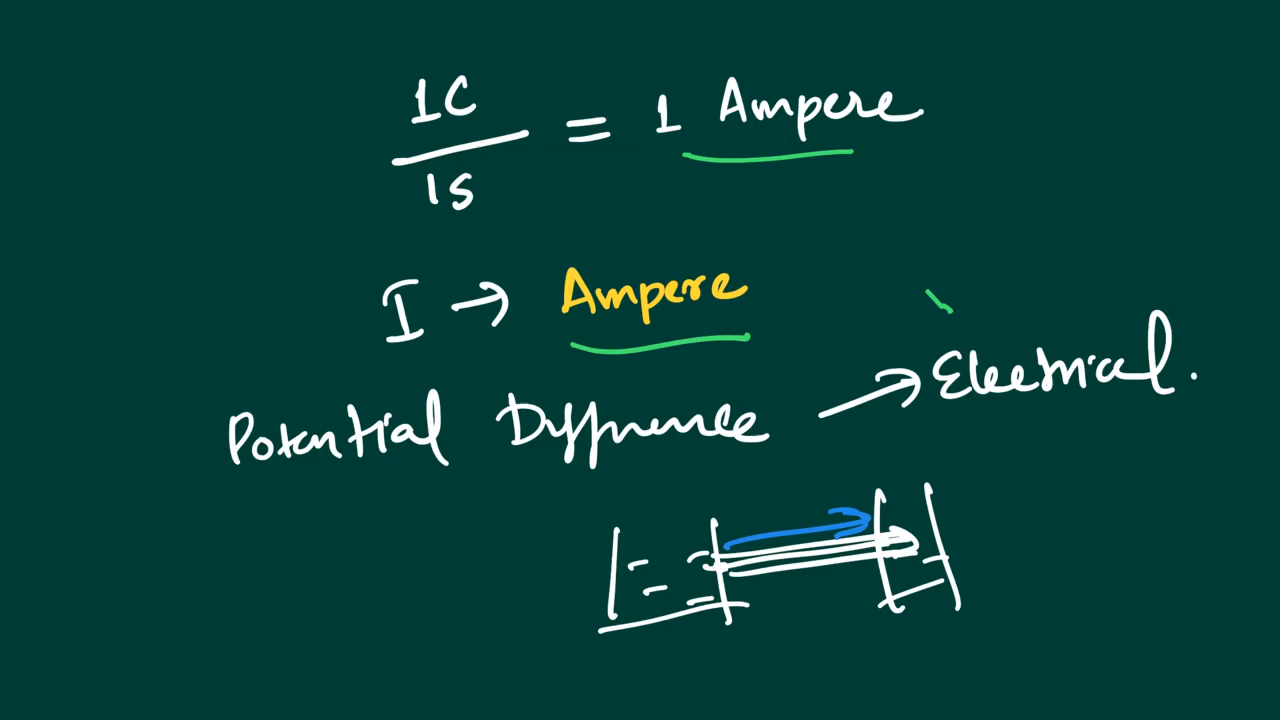 1C
1S
= 1 Ampere
I → Ampere
Potential Difference → Electrical.